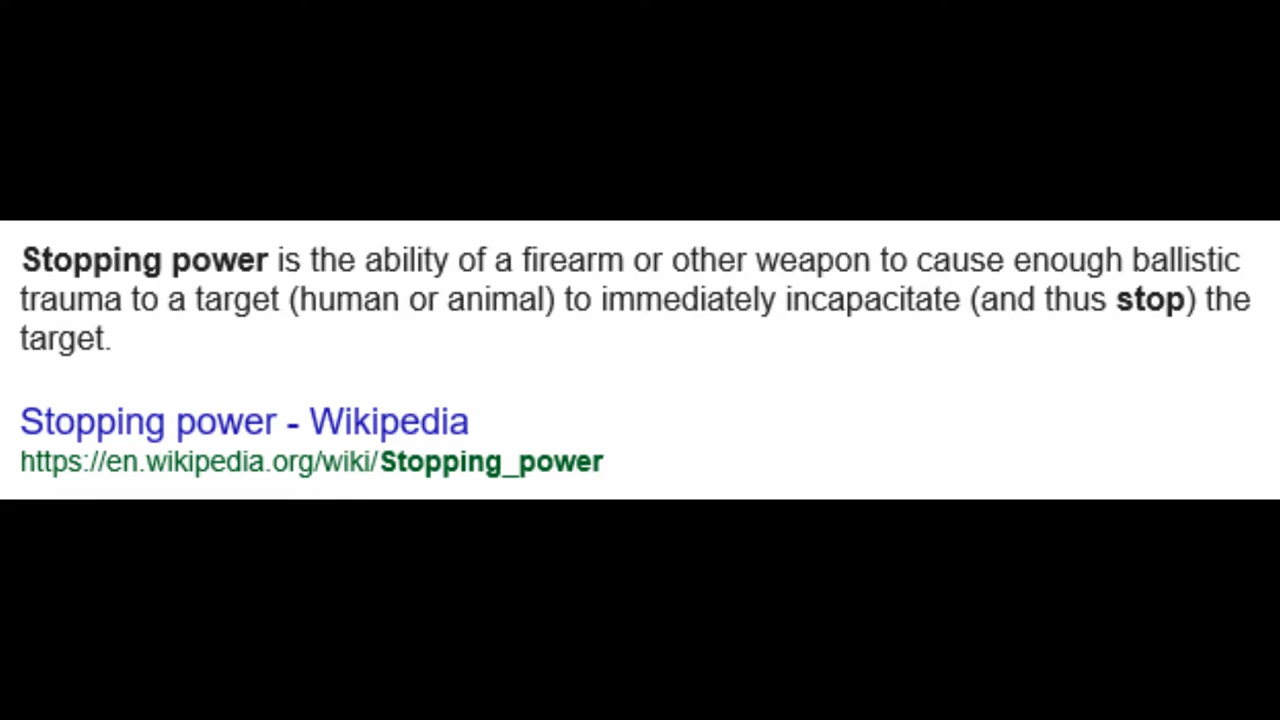 Stopping power is the ability of a firearm or other weapon to cause enough ballistic
trauma to a target (human or animal) to immediately incapacitate (and thus stop) the
target.
Stopping power - Wikipedia
https://en.wikipedia.org/wiki/Stopping_power